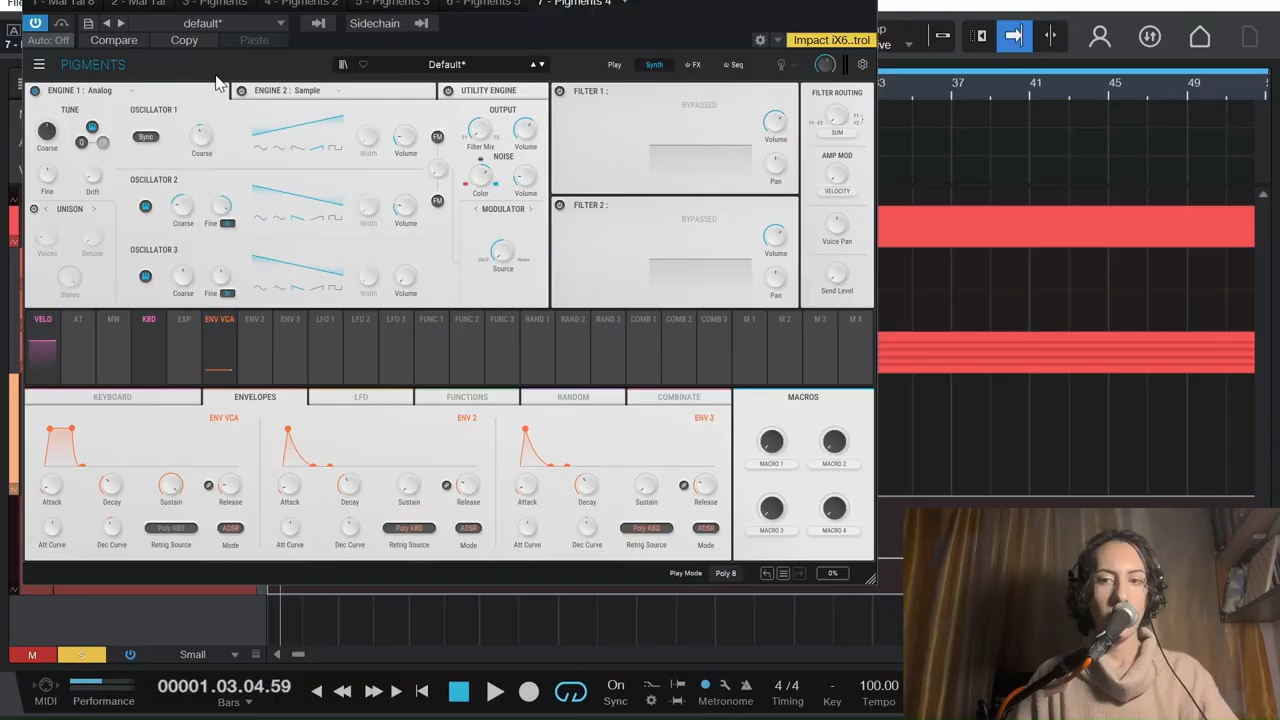 3 - Pigments
4 - Pigments 2
5 - Pigments 3
6 - Pigments 5
7 - Pigments 4
default*
Sidechain
Auto: Off
Compare
Copy
Paste
Impact iX6..trol
PIGMENTS
Default*
Play
Synth
FX
Seq
ENGINE 1 : Analog
ENGINE 2 : Sample
UTILITY ENGINE
FILTER 1 :
FILTER ROUTING
TUNE
OSCILLATOR 1
OUTPUT
BYPASSED
Sync
FM
Coarse
Coarse
Width
Volume
Filter Mix
Volume
Volume
SUM
NOISE
AMP MOD
OSCILLATOR 2
Fine
Drift
Color
Volume
Pan
VELOCITY
FM
UNISON
MODULATOR
FILTER 2 :
Coarse
Fine
Width
Volume
BYPASSED
Voices
Detune
Voice Pan
OSCILLATOR 3
Source
Volume
Stereo
Coarse
Fine
Width
Volume
Pan
Send Level
VELO
AT
MW
KBD
EXP
ENV VCA
ENV 2
ENV 3
LFO 1
LFO 2
LFO 3
FUNC 1
FUNC 2
FUNC 3
RAND 1
RAND 2
RAND 3
COMB 1
COMB 2
COMB 3
M 1
M 2
M 3
M 4
KEYBOARD
ENVELOPES
LFO
FUNCTIONS
RANDOM
COMBINATE
MACROS
ENV VCA
ENV 2
ENV 3
MACRO 1
MACRO 2
Attack
Decay
Sustain
Release
Attack
Decay
Sustain
Release
Attack
Decay
Sustain
Release
Poly KBD
ADSR
Poly KBD
ADSR
Poly KBD
ADSR
MACRO 3
MACRO 4
Att Curve
Dec Curve
Retrig Source
Mode
Att Curve
Dec Curve
Retrig Source
Mode
Att Curve
Dec Curve
Retrig Source
Mode
Play Mode
Poly 8
0%
37
41
45
49
M
S
Small
MIDI
Performance
00001.03.04.59
Bars
On
Sync
Metronome
4 / 4
Timing
-
Key
100.00
Tempo